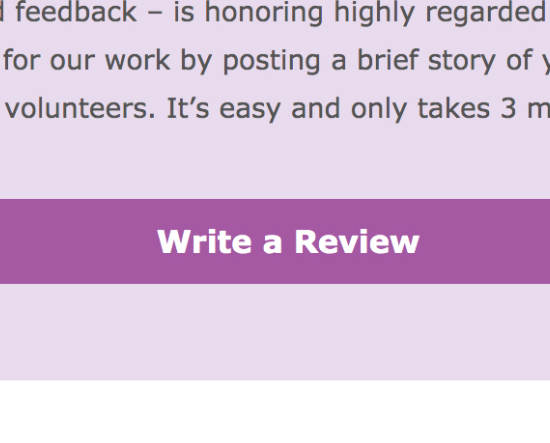 feedback – is honoring highly regarded
for our work by posting a brief story of
volunteers. It’s easy and only takes 3
Write a Review